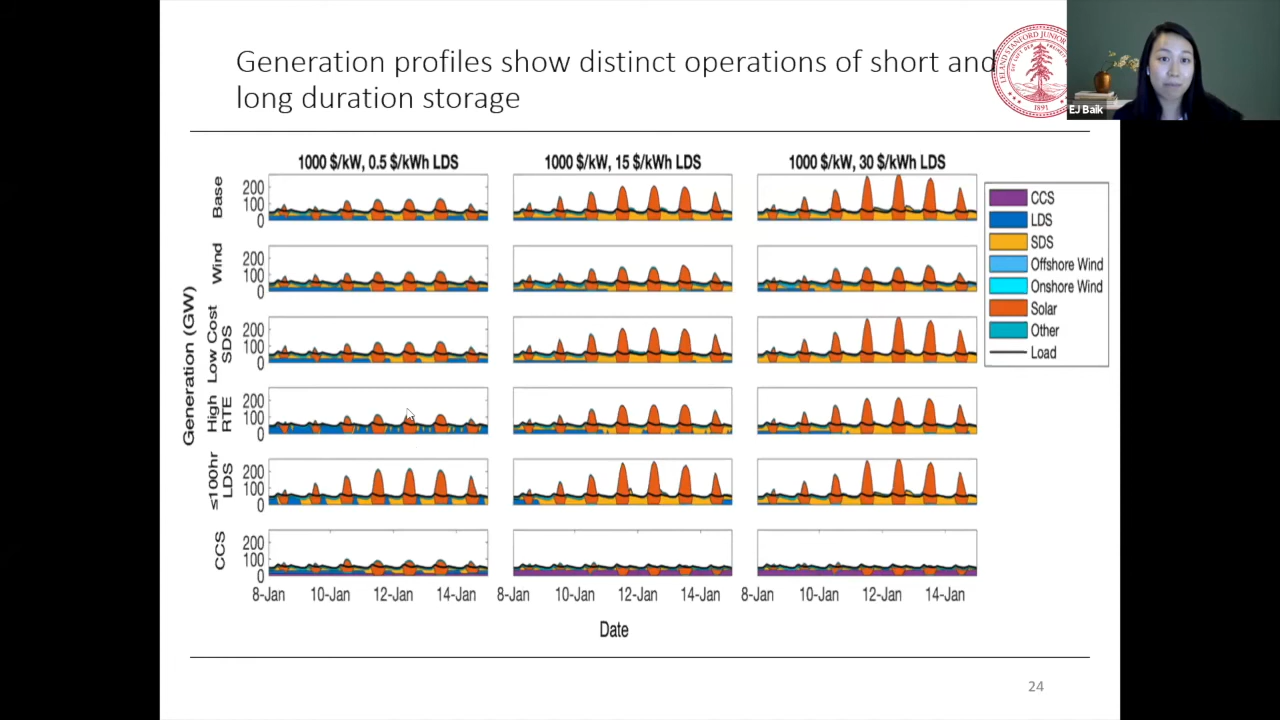 Generation profiles show distinct operations of short and
long duration storage
LELAND STANFORD JUNIOR
1891
EJ Baik
1000 $/kW, 0.5 $/kWh LDS
1000 $/kW, 15 $/kWh LDS
1000 $/kW, 30 $/kWh LDS
Generation (GW)
Base
200
100
0
Wind
200
100
0
Low Cost
SDS
200
100
0
High
RTE
200
100
0
≤100hr
LDS
200
100
0
CCS
200
100
0
8-Jan 10-Jan 12-Jan 14-Jan
8-Jan 10-Jan 12-Jan 14-Jan
8-Jan 10-Jan 12-Jan 14-Jan
Date
CCS
LDS
SDS
Offshore Wind
Onshore Wind
Solar
Other
Load
24